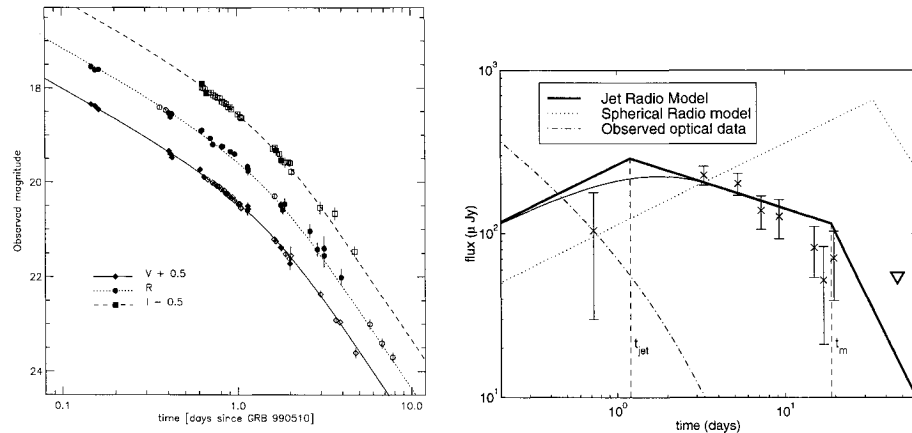 18
20
22
24
Observed magnitude
V + 0.5
R
I - 0.5
0.1
1.0
10.0
time [days since GRB 990510]
10³
10²
10¹
flux (μ Jy)
Jet Radio Model
Spherical Radio model
Observed optical data
t_jet
t_m
10⁰
10¹
time (days)